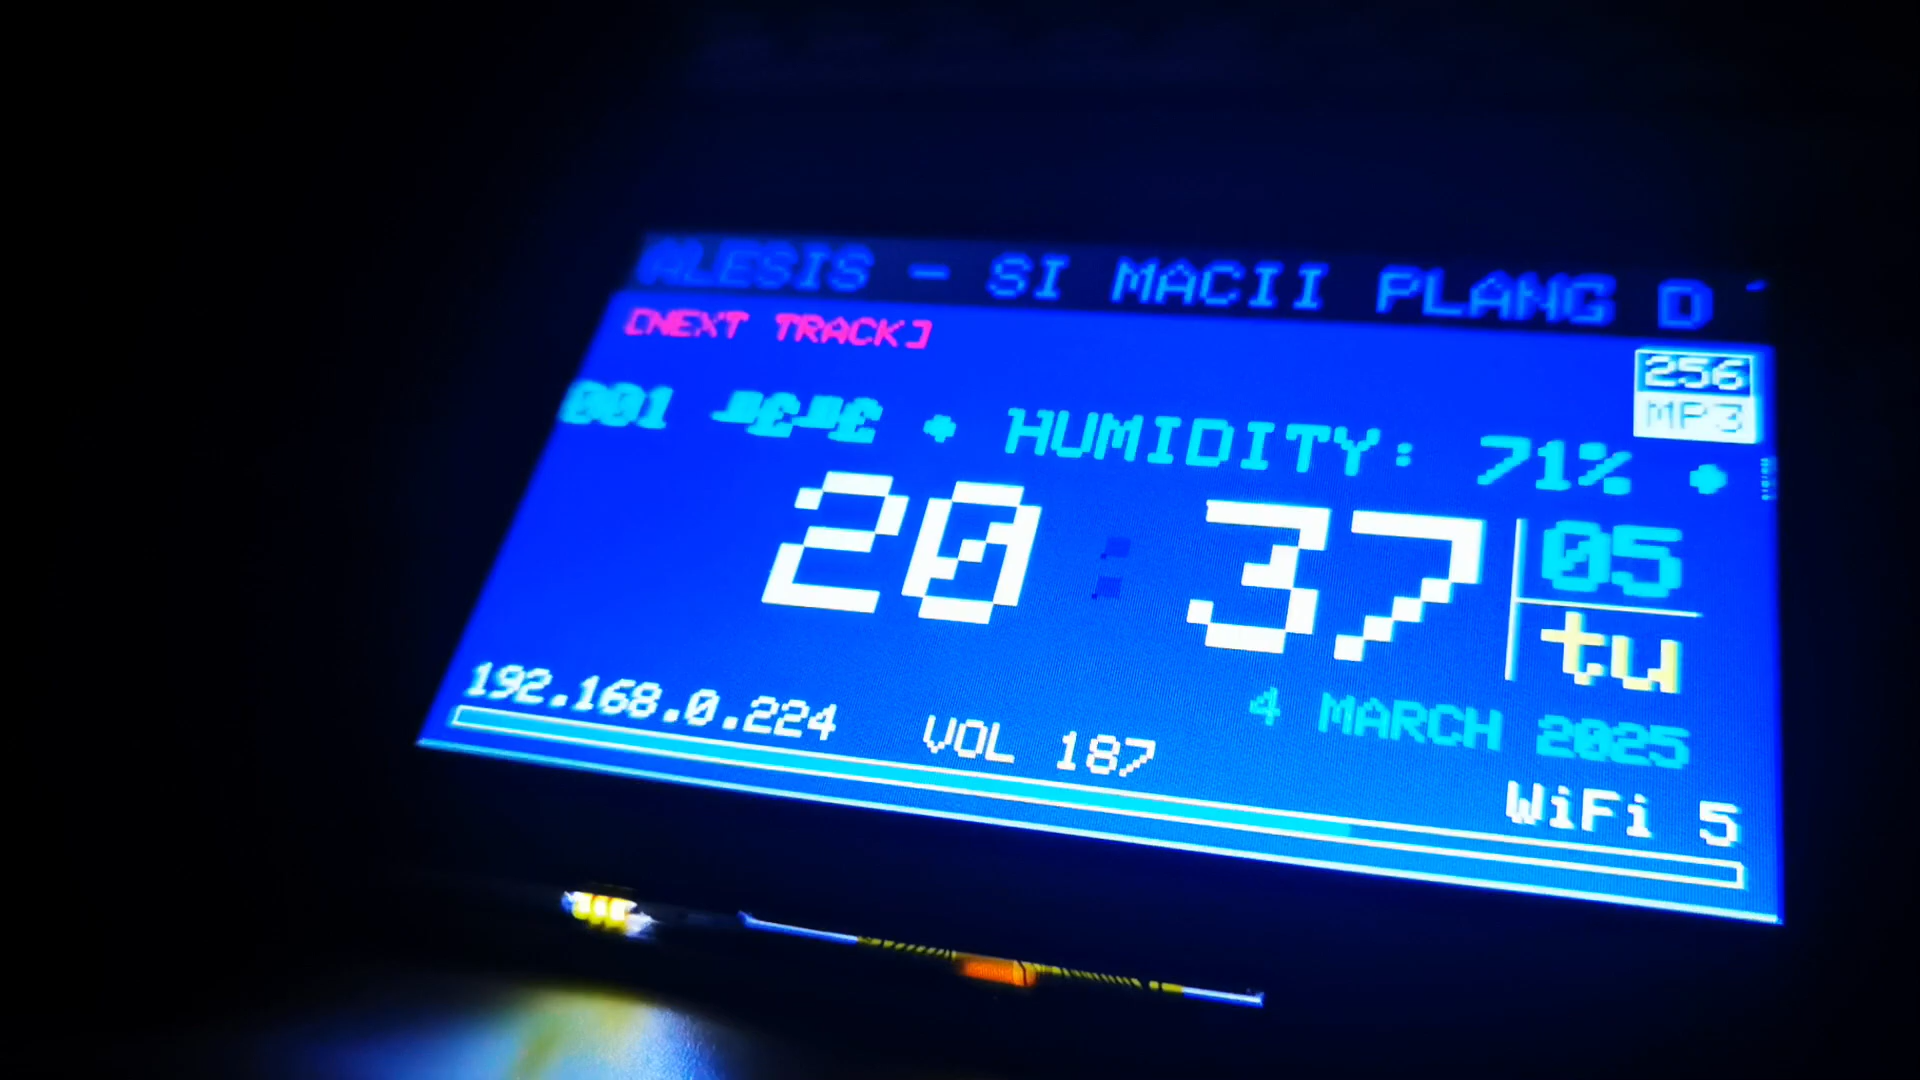 ALESIS - SI MACII PLANG D
[NEXT TRACK]
256
MP3
001 • HUMIDITY: 71% •
20:37
05
tu
4 MARCH 2025
192.168.0.224 VOL 187 WiFi 5